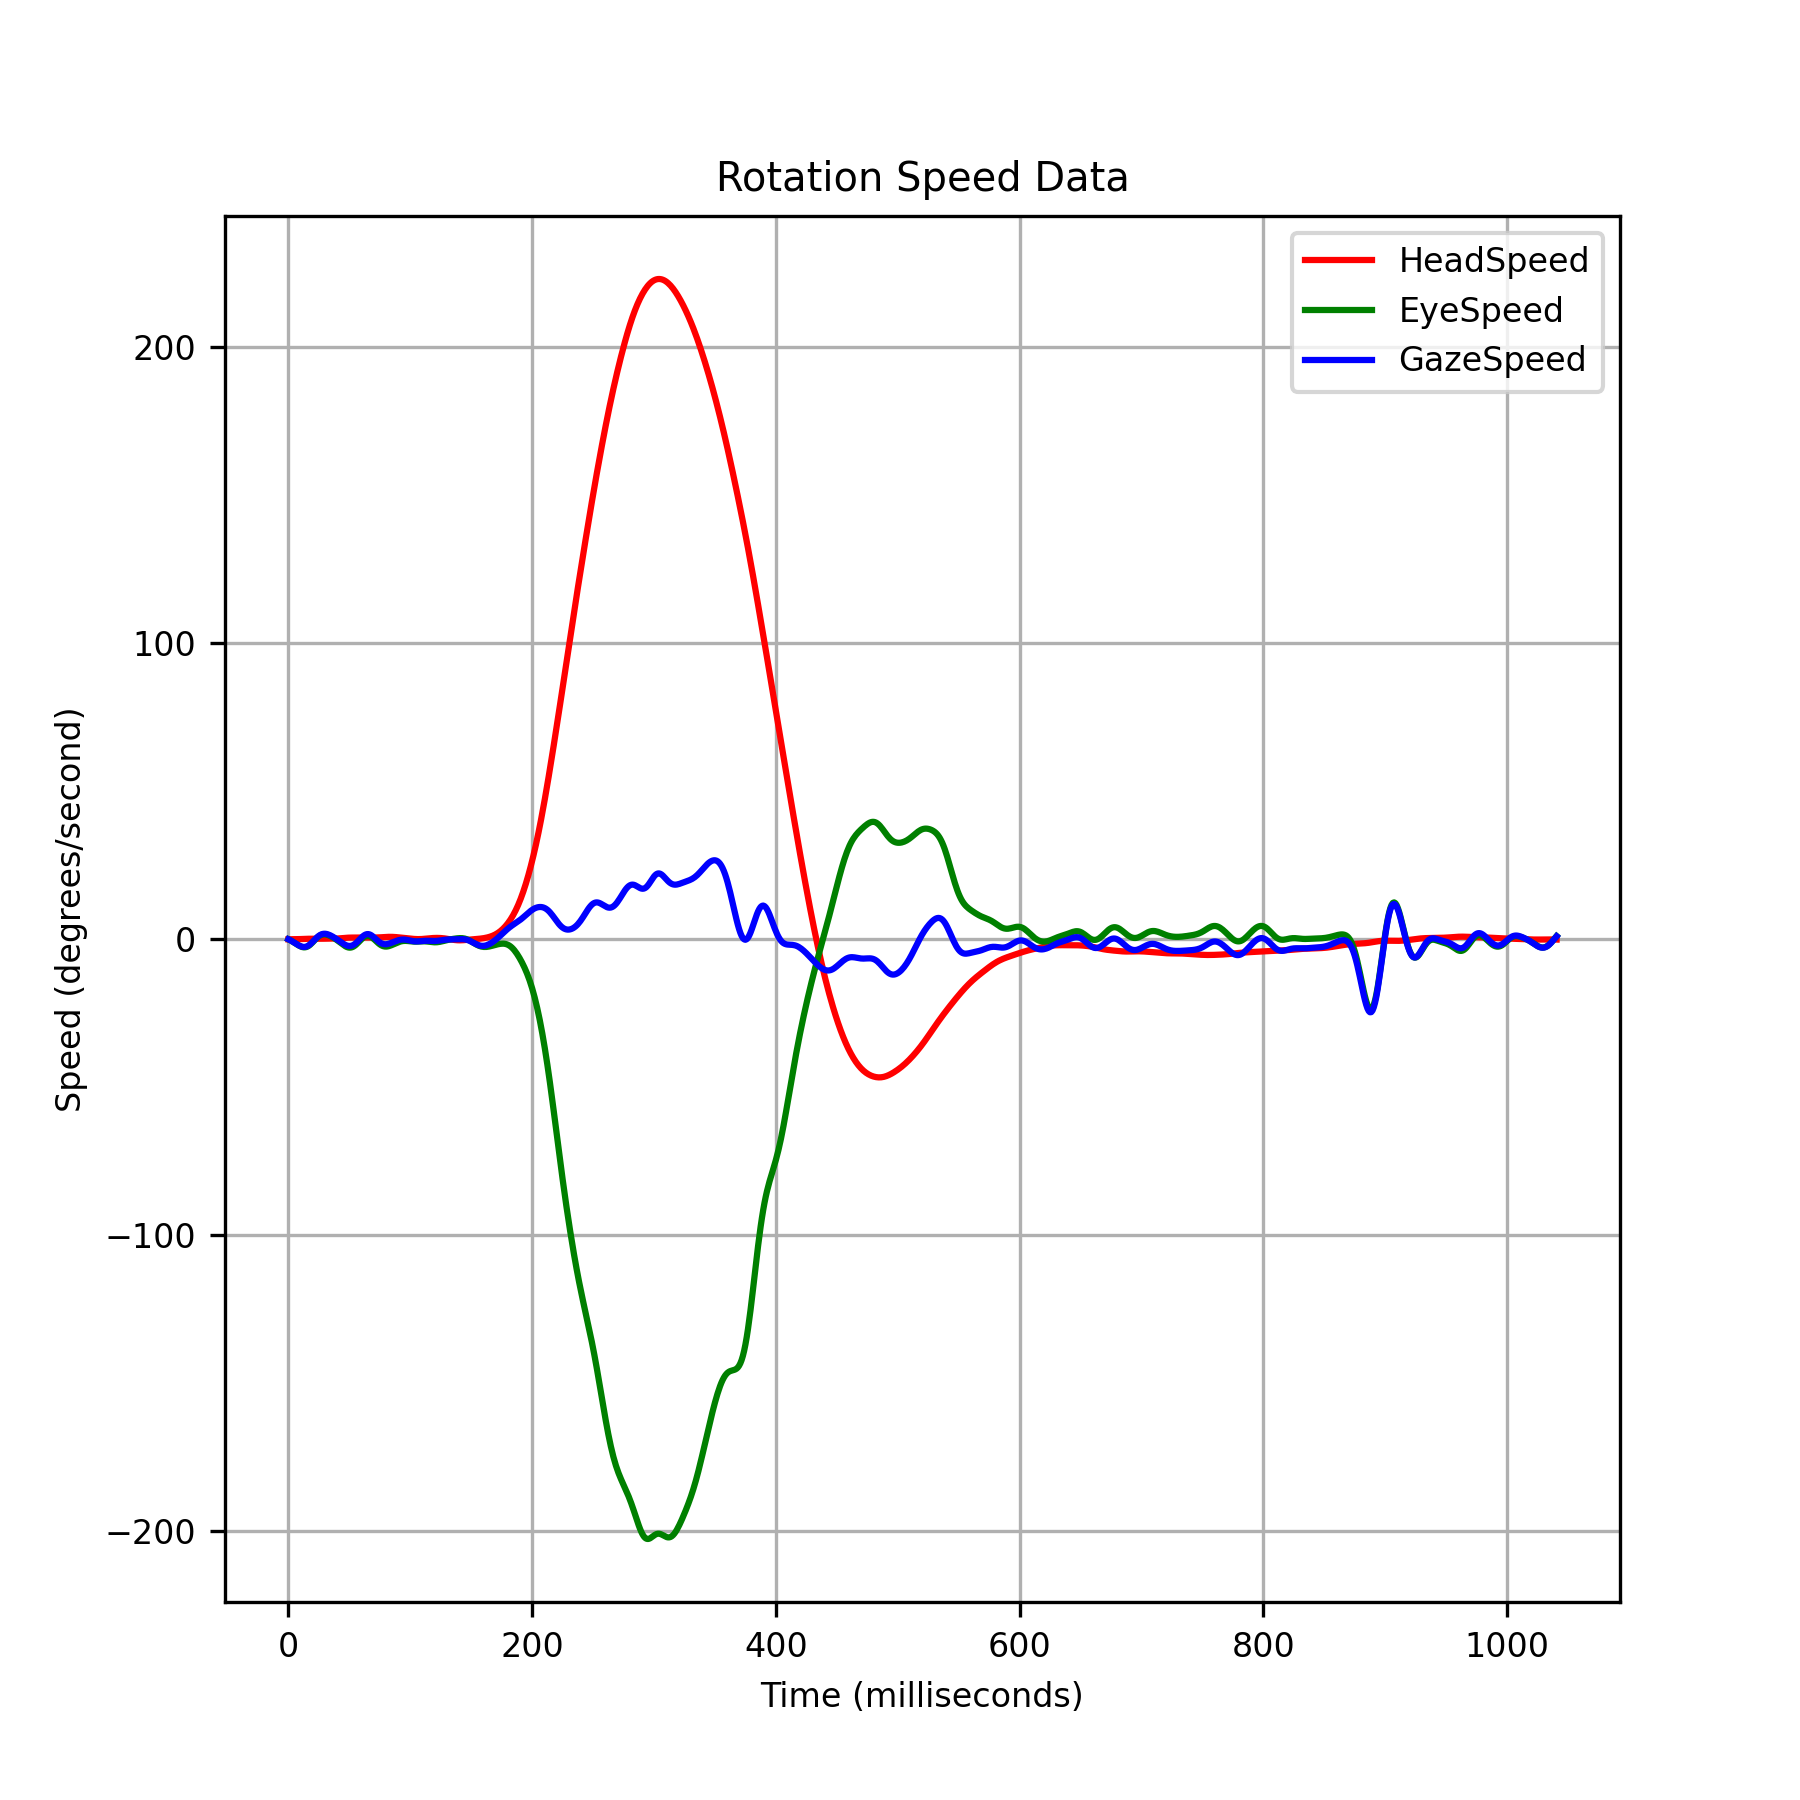 Rotation Speed Data
HeadSpeed
EyeSpeed
GazeSpeed
200
100
0
−100
−200
Speed (degrees/second)
0 200 400 600 800 1000
Time (milliseconds)